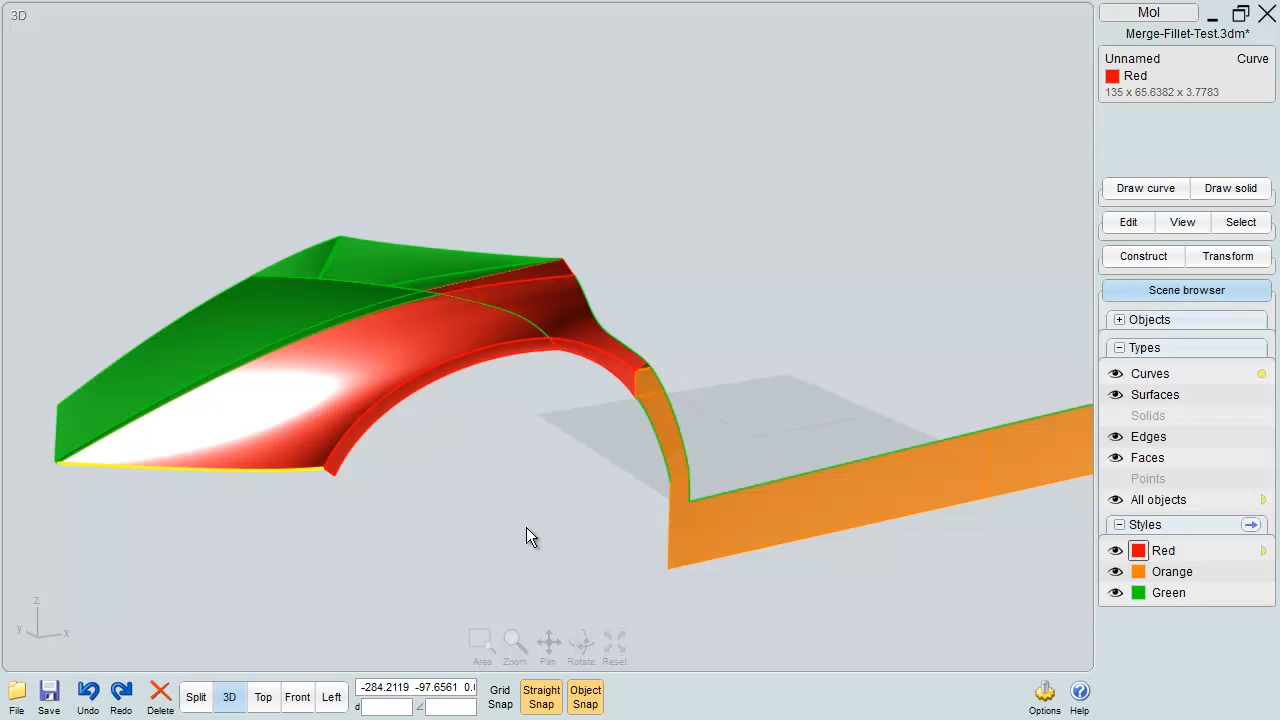 3D
MoI
Merge-Fillet-Test.3dm*
Unnamed Curve
Red
135 x 65.6382 x 3.7783
Draw curve Draw solid
Edit View Select
Construct Transform
Scene browser
Objects
Types
Curves
Surfaces
Solids
Edges
Faces
Points
All objects
Styles
Red
Orange
Green
z
y x
Area Zoom Pan Rotate Reset
File Save Undo Redo Delete Split 3D Top Front Left
-284.2119 -97.6561 0.
d
Grid Snap Straight Snap Object Snap
Options Help